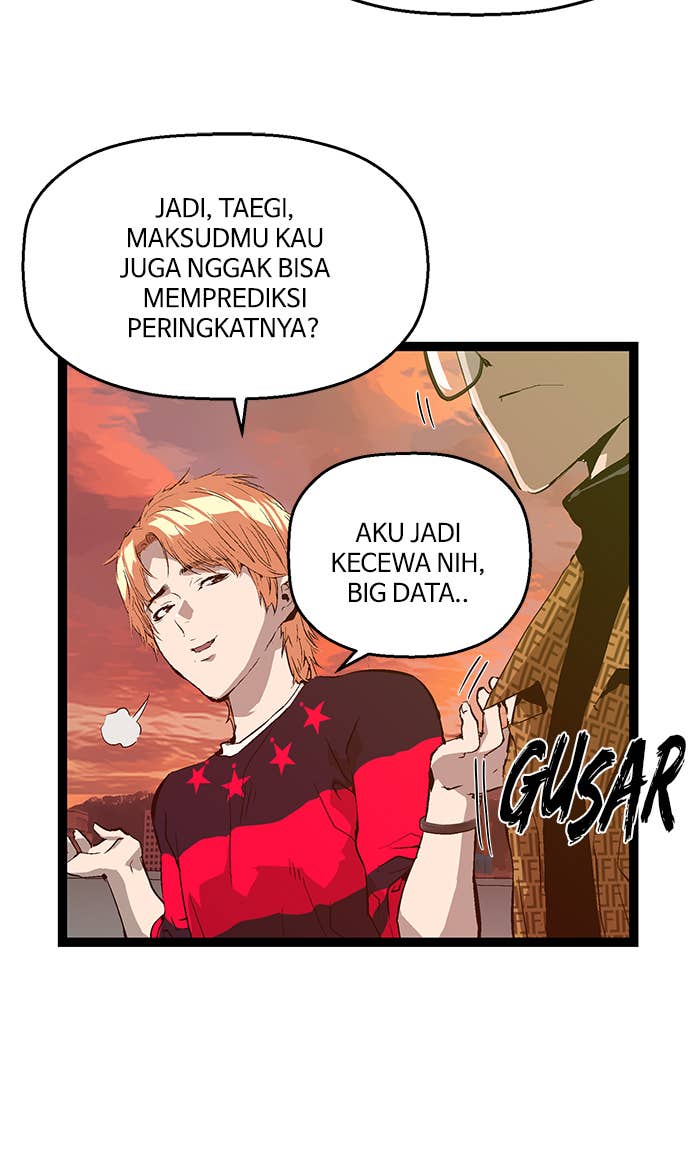 JADI, TAEGI,
MAKSUDMU KAU
JUGA NGGAK BISA
MEMPREDIKSI
PERINGKATNYA?
AKU JADI
KECEWA NIH,
BIG DATA..
GUSAR